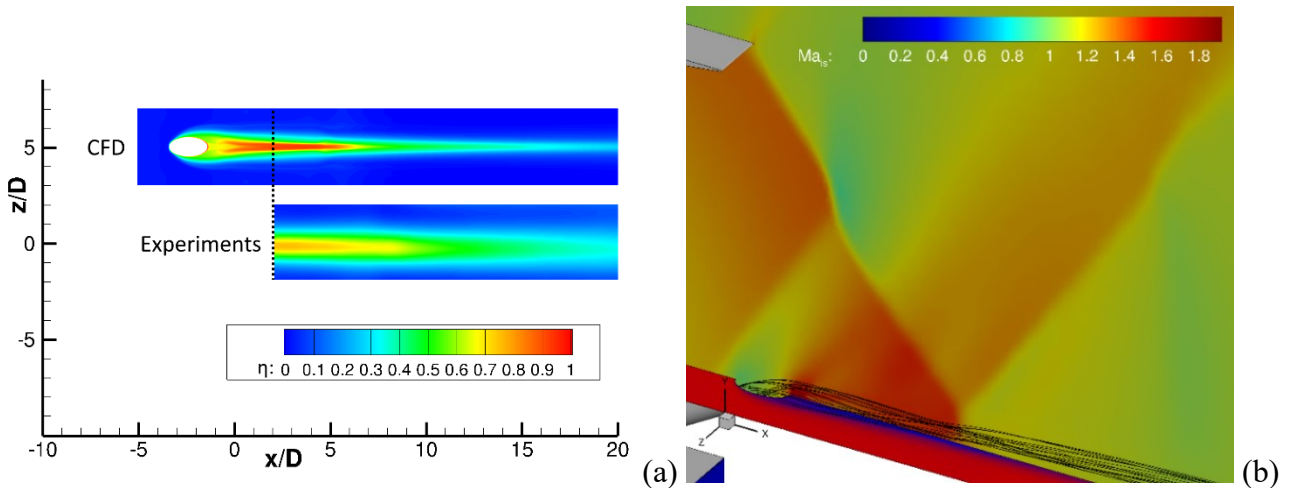 CFD
Experiments
z/D
5
0
-5
η: 0 0.1 0.2 0.3 0.4 0.5 0.6 0.7 0.8 0.9 1
-10 -5 0 5 10 15 20
x/D
(a)
Ma_is: 0 0.2 0.4 0.6 0.8 1 1.2 1.4 1.6 1.8
Y
z x
(b)